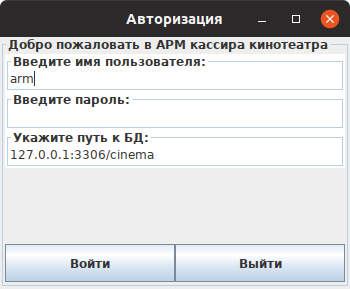 Авторизация
Добро пожаловать в АРМ кассира кинотеатра
Введите имя пользователя:
arm
Введите пароль:
Укажите путь к БД:
127.0.0.1:3306/cinema
Войти
Выйти